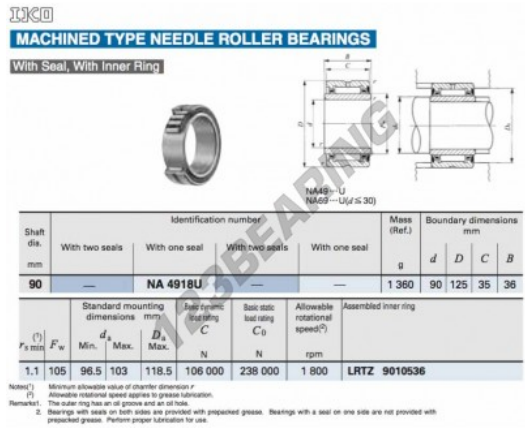 IKO
MACHINED TYPE NEEDLE ROLLER BEARINGS
With Seal, With Inner Ring
B
C
r
r
D
d
Fw
da
Da
NA49…U
NA69…U(d≦30)
123BEARING
Shaft dia. mm
Identification number
Mass (Ref.) g
Boundary dimensions mm
With two seals
With one seal
With two seals
With one seal
d D C B
90 — NA 4918U — — 1 360 90 125 35 36
(¹) rs min
Fw
Standard mounting dimensions mm
da
Min. Max.
Da
Max.
Basic dynamic load rating C N
Basic static load rating C0 N
Allowable rotational speed(²) rpm
Assembled inner ring
1.1 105 96.5 103 118.5 106 000 238 000 1 800 LRTZ 9010536
Notes(¹) Minimum allowable value of chamfer dimension r
(²) Allowable rotational speed applies to grease lubrication.
Remarks1. The outer ring has an oil groove and an oil hole.
2. Bearings with seals on both sides are provided with prepacked grease. Bearings with a seal on one side are not provided with
prepacked grease. Perform proper lubrication for use.